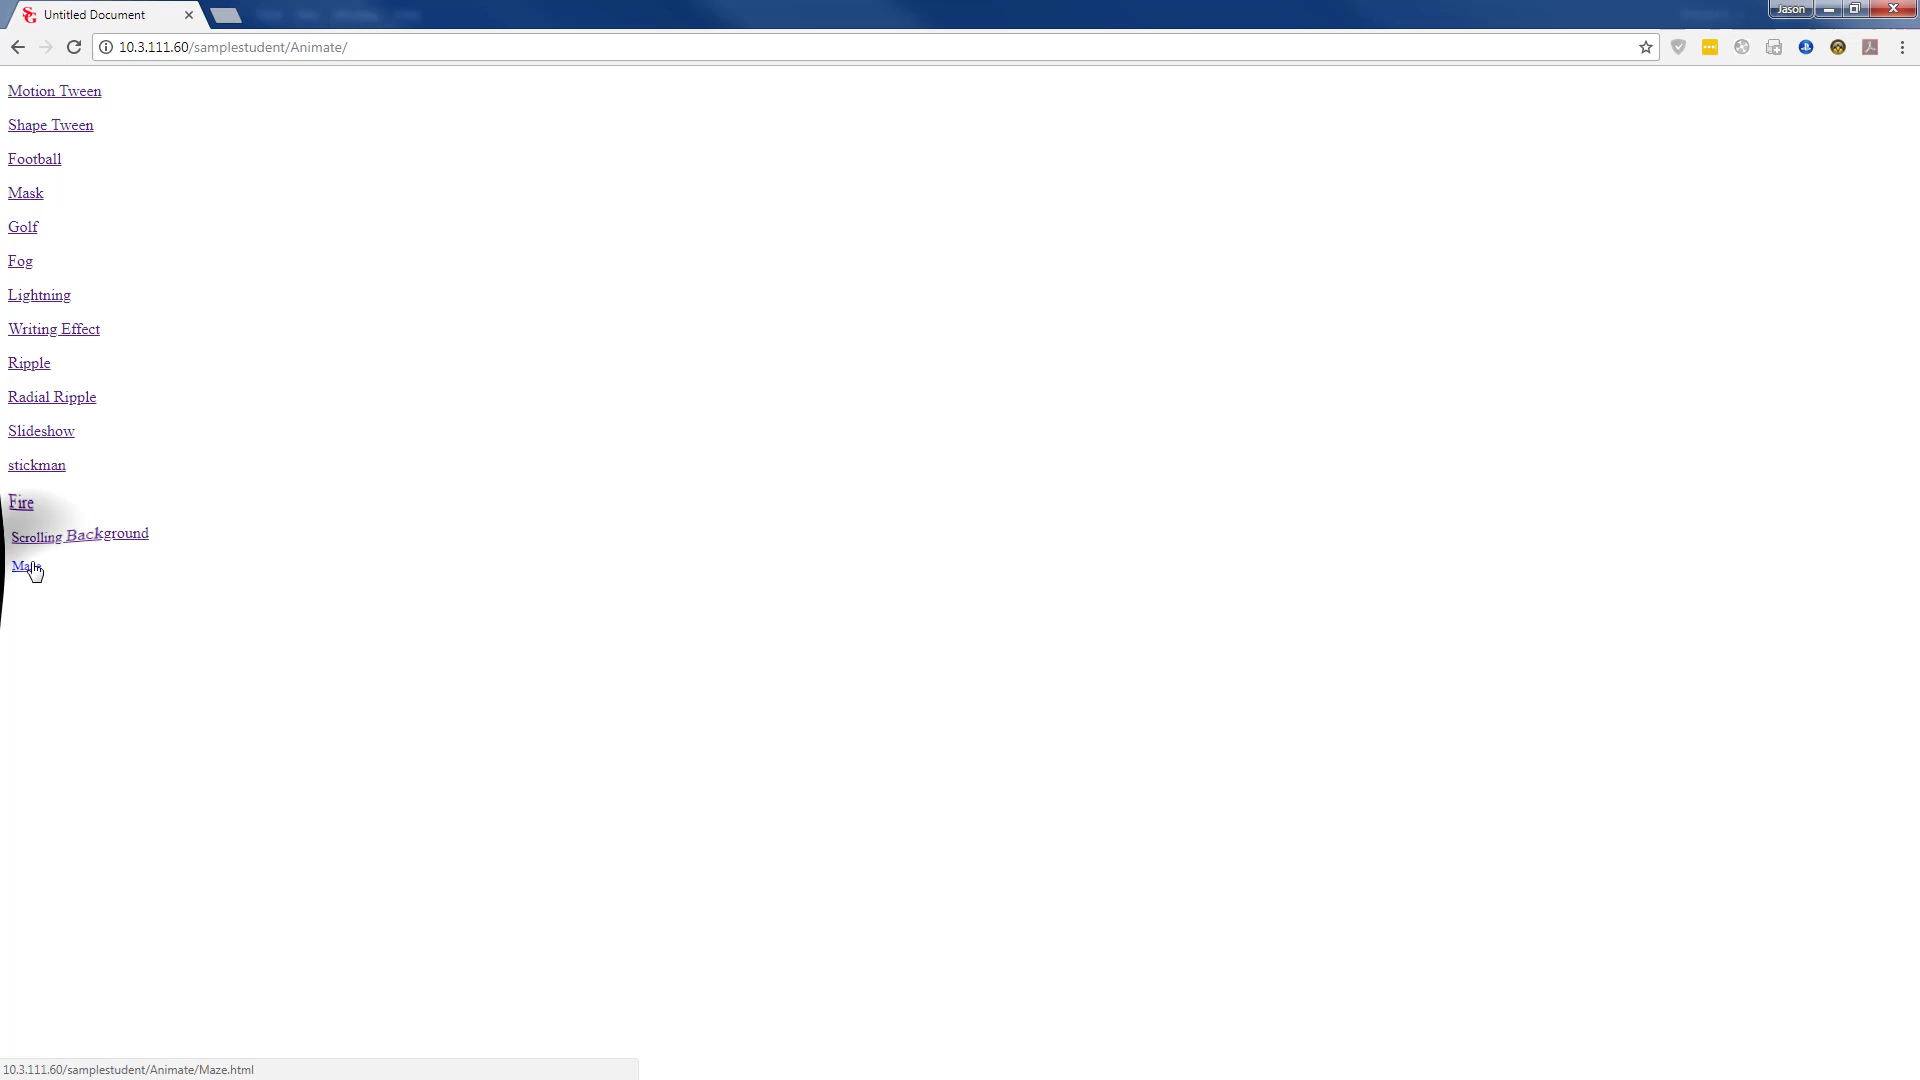 Untitled Document
Jason
10.3.111.60/samplestudent/Animate/
Motion Tween
Shape Tween
Football
Mask
Golf
Fog
Lightning
Writing Effect
Ripple
Radial Ripple
Slideshow
stickman
Fire
Scrolling Background
10.3.111.60/samplestudent/Animate/Maze.html